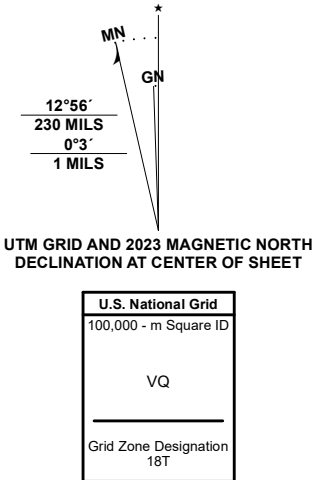 ★
MN
GN
12°56´
230 MILS
0°3´
1 MILS
UTM GRID AND 2023 MAGNETIC NORTH
DECLINATION AT CENTER OF SHEET
U.S. National Grid
100,000 - m Square ID
VQ
Grid Zone Designation
18T